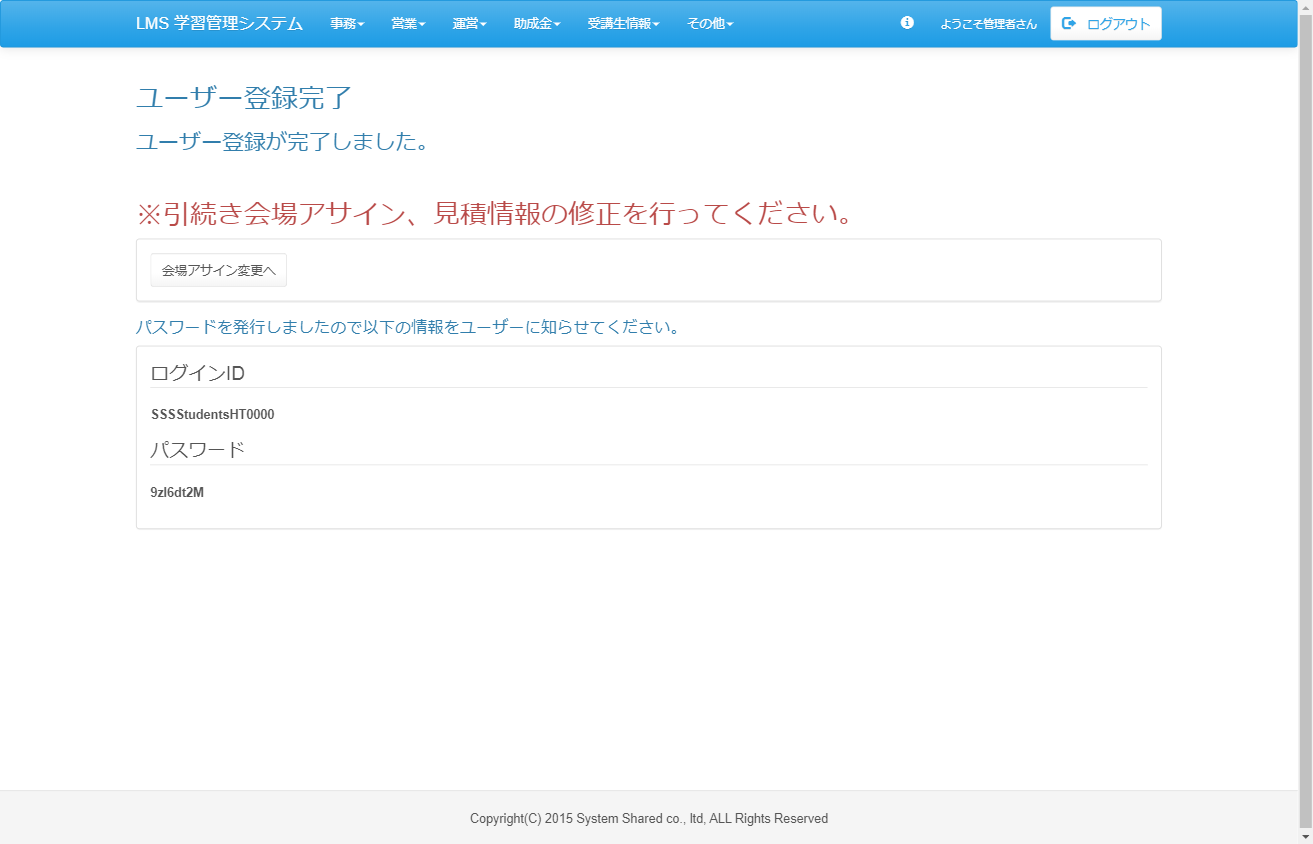 LMS 学習管理システム 事務 営業 運営 助成金 受講生情報 その他 ようこそ管理者さん ログアウト
ユーザー登録完了
ユーザー登録が完了しました。
※引続き会場アサイン、見積情報の修正を行ってください。
会場アサイン変更へ
パスワードを発行しましたので以下の情報をユーザーに知らせてください。
ログインID
SSSStudentsHT0000
パスワード
9zl6dt2M
Copyright(C) 2015 System Shared co., ltd, ALL Rights Reserved